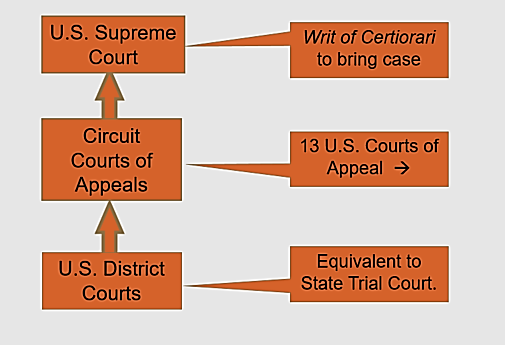 U.S. Supreme
Court
Writ of Certiorari
to bring case
Circuit
Courts of
Appeals
13 U.S. Courts of
Appeal →
U.S. District
Courts
Equivalent to
State Trial Court.